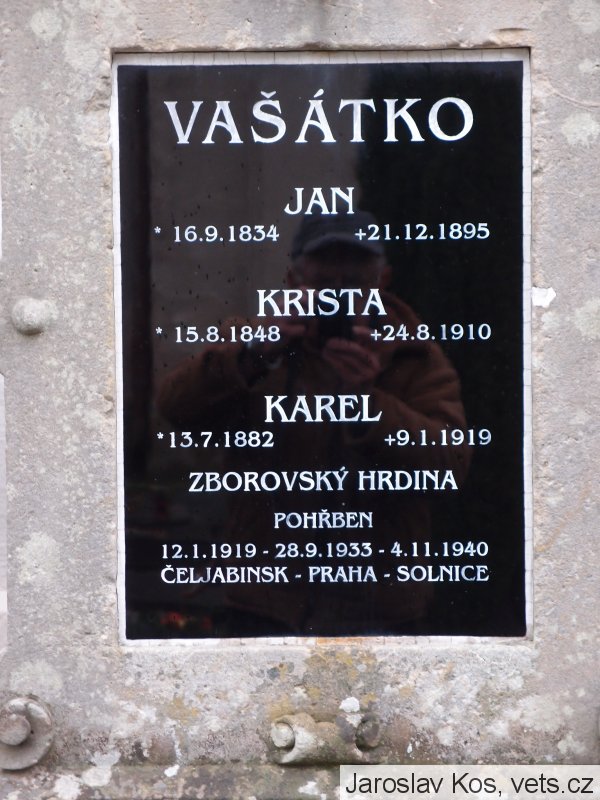 VAŠÁTKO
JAN
* 16.9.1834 +21.12.1895
KRISTA
* 15.8.1848 +24.8.1910
KAREL
*13.7.1882 +9.1.1919
ZBOROVSKÝ HRDINA
POHŘBEN
12.1.1919 - 28.9.1933 - 4.11.1940
ČELJABINSK - PRAHA - SOLNICE
Jaroslav Kos, vets.cz